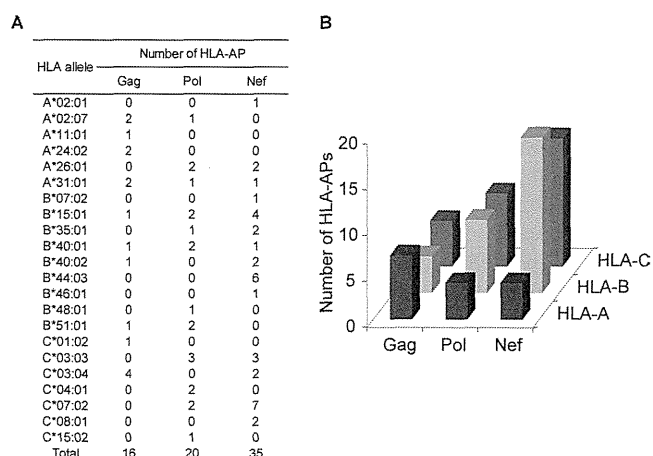 A
HLA allele Number of HLA-AP
Gag Pol Nef
A*02:01 0 0 1
A*02:07 2 1 0
A*11:01 1 0 0
A*24:02 2 0 0
A*26:01 0 2 2
A*31:01 2 1 1
B*07:02 0 0 1
B*15:01 1 2 4
B*35:01 0 1 2
B*40:01 1 2 1
B*40:02 1 0 2
B*44:03 0 0 6
B*46:01 0 0 1
B*48:01 0 1 0
B*51:01 1 2 0
C*01:02 1 0 0
C*03:03 0 3 3
C*03:04 4 0 2
C*04:01 0 2 0
C*07:02 0 2 7
C*08:01 0 0 2
C*15:02 0 1 0
Total 16 20 35
B
Number of HLA-APs
20
15
10
5
0
Gag Pol Nef
HLA-C
HLA-B
HLA-A